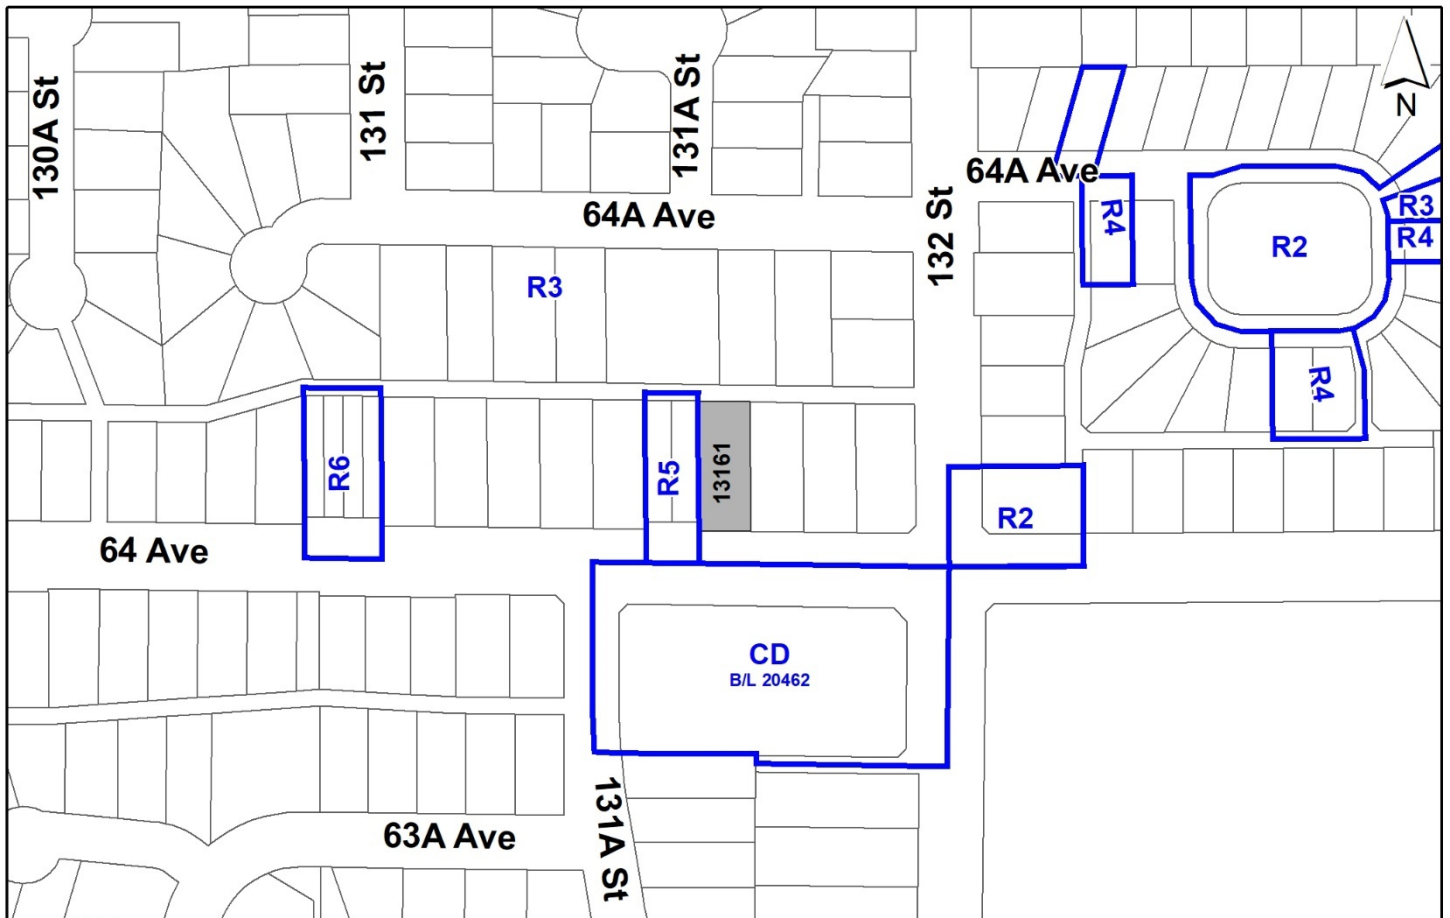 130A St
131 St
131A St
N
64A Ave
132 St
64A Ave
R4
R3
R4
R2
R3
R4
R6
R5
13161
R2
64 Ave
CD
B/L 20462
131A St
63A Ave